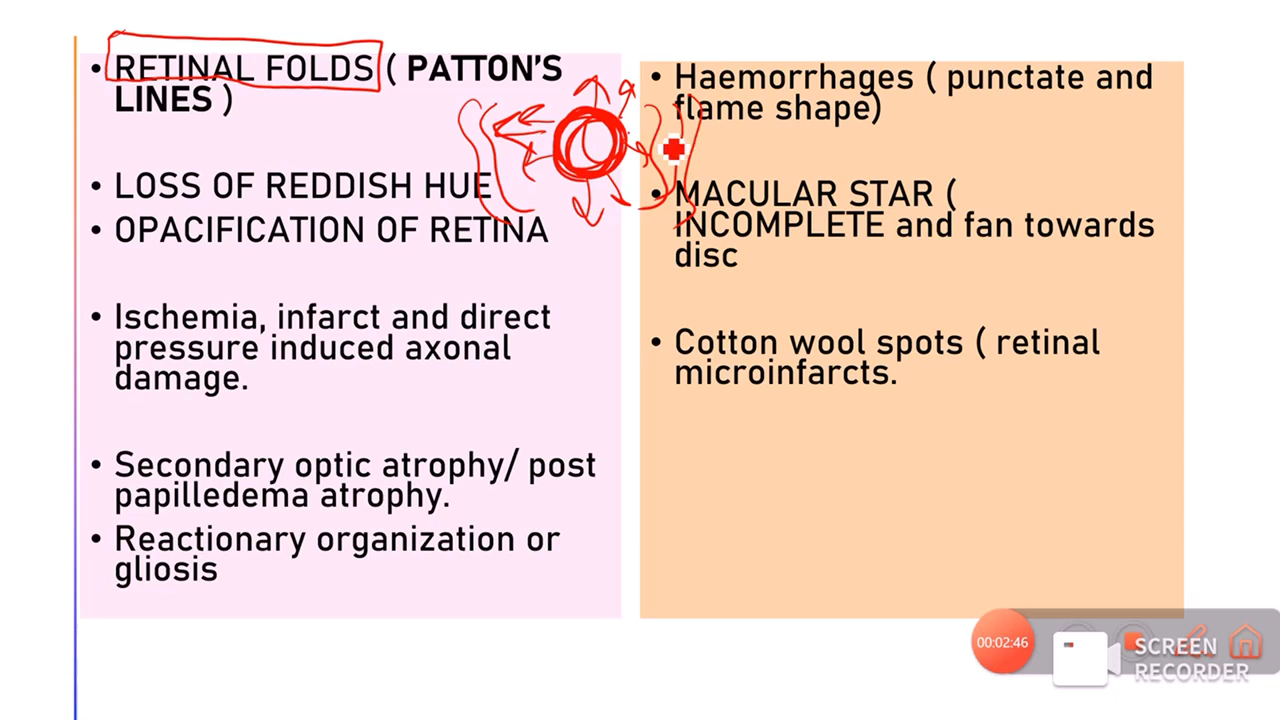 • RETINAL FOLDS ( PATTON'S
LINES )
• LOSS OF REDDISH HUE
• OPACIFICATION OF RETINA
• Ischemia, infarct and direct
pressure induced axonal
damage.
• Secondary optic atrophy/ post
papilledema atrophy.
• Reactionary organization or
gliosis
• Haemorrhages ( punctate and
flame shape)
• MACULAR STAR (
INCOMPLETE and fan towards
disc
• Cotton wool spots ( retinal
microinfarcts.
00:02:46
SCREEN
RECORDER